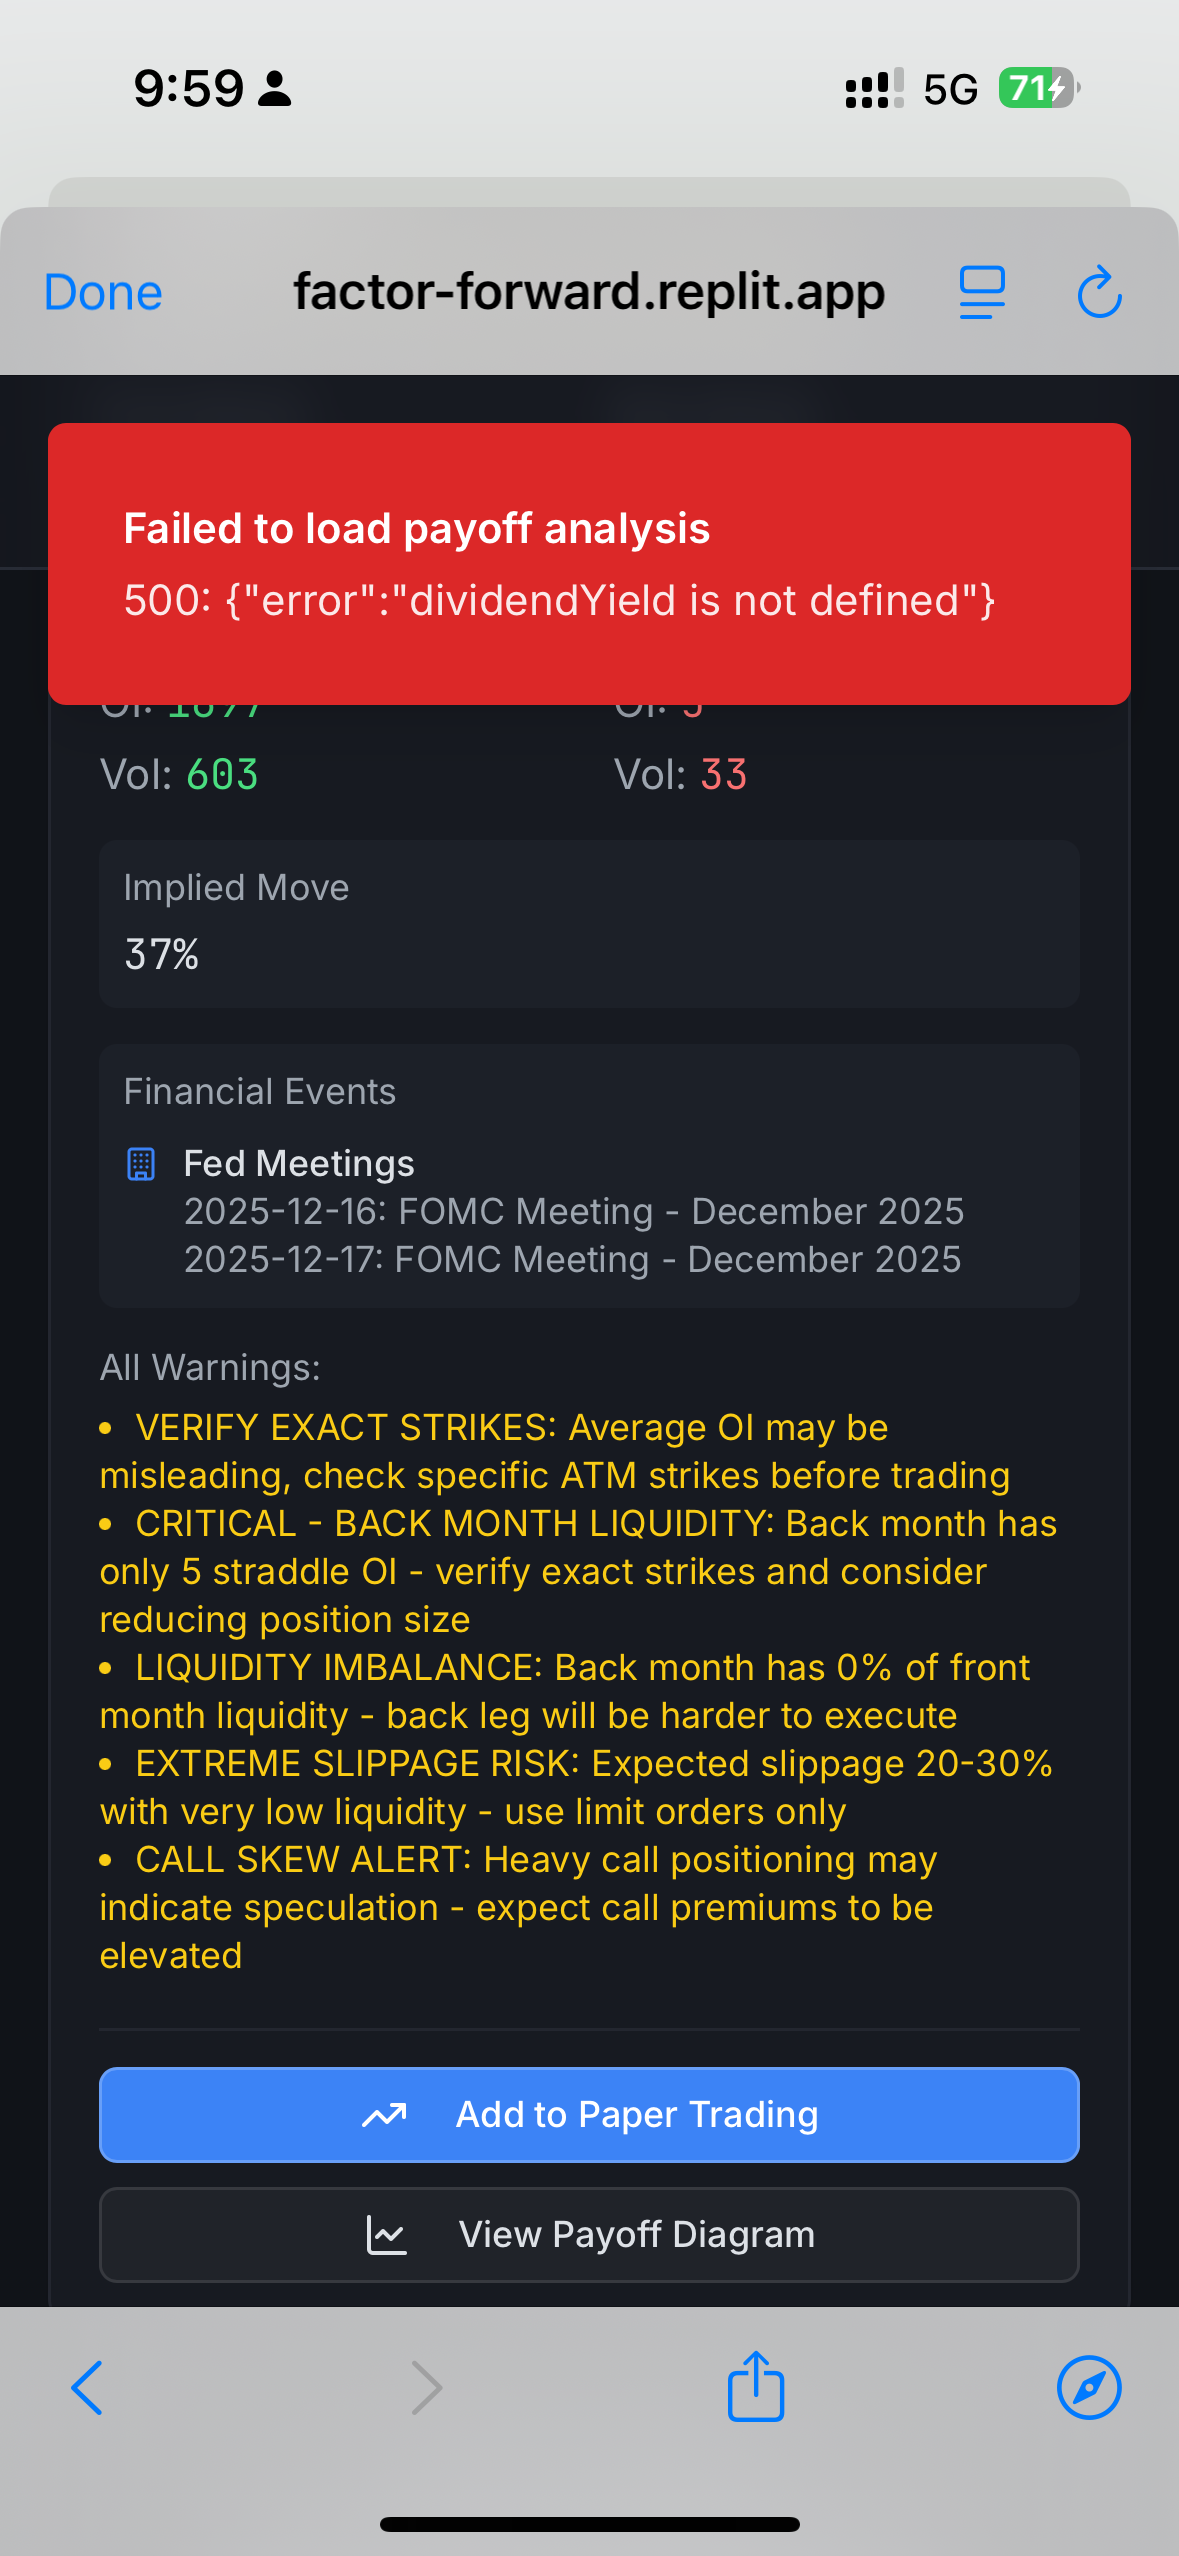 9:59
5G
71
Done
factor-forward.replit.app
Failed to load payoff analysis
500: {"error":"dividendYield is not defined"}
OI:
OI: 5
Vol: 603
Vol: 33
Implied Move
37%
Financial Events
Fed Meetings
2025-12-16: FOMC Meeting - December 2025
2025-12-17: FOMC Meeting - December 2025
All Warnings:
• VERIFY EXACT STRIKES: Average OI may be
misleading, check specific ATM strikes before trading
• CRITICAL - BACK MONTH LIQUIDITY: Back month has
only 5 straddle OI - verify exact strikes and consider
reducing position size
• LIQUIDITY IMBALANCE: Back month has 0% of front
month liquidity - back leg will be harder to execute
• EXTREME SLIPPAGE RISK: Expected slippage 20-30%
with very low liquidity - use limit orders only
• CALL SKEW ALERT: Heavy call positioning may
indicate speculation - expect call premiums to be
elevated
Add to Paper Trading
View Payoff Diagram